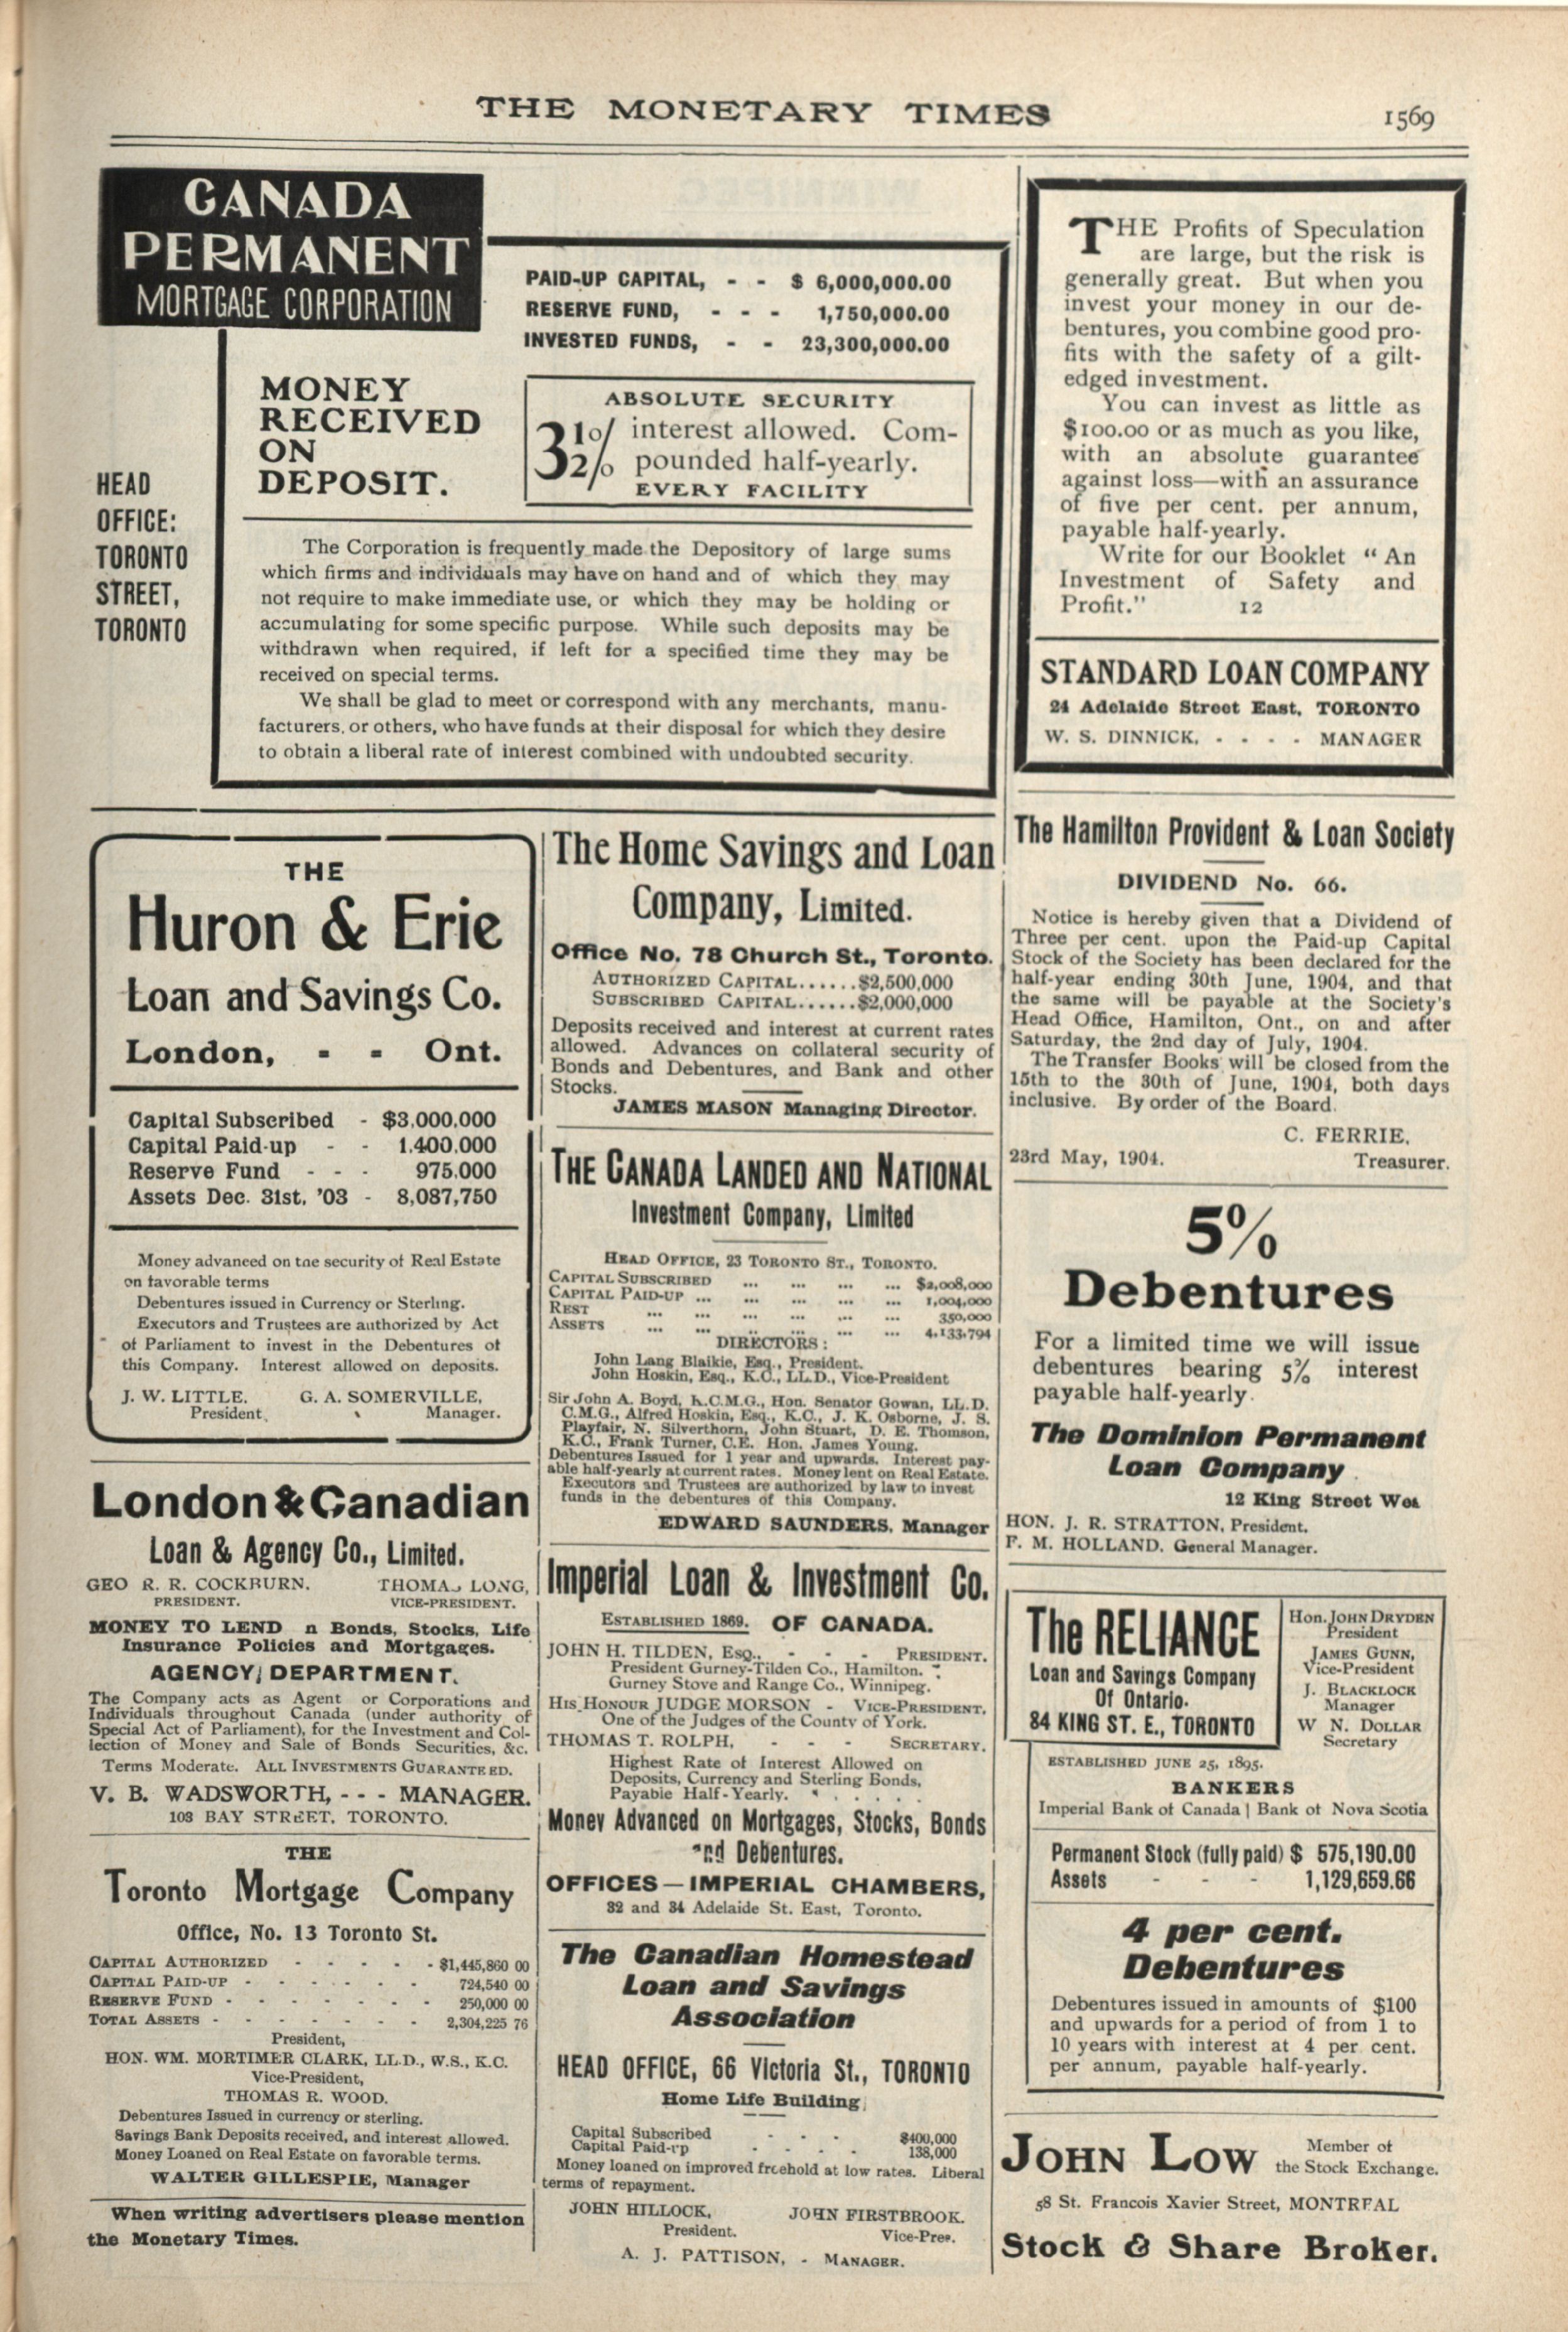 THE MONETARY TIMES
1569
CANADA
PERMANENT
MORTGAGE CORPORATION
HEAD
OFFICE:
TORONTO
STREET,
TORONTO
MONEY
RECEIVED
ON
DEPOSIT.
PAID-UP CAPITAL, - - $ 6,000,000.00
RESERVE FUND, - - - 1,750,000.00
INVESTED FUNDS, - - 23,300,000.00
ABSOLUTE SECURITY
3½% interest allowed. Com-
pounded half-yearly.
EVERY FACILITY
The Corporation is frequently made the Depository of large sums
which firms and individuals may have on hand and of which they may
not require to make immediate use, or which they may be holding or
accumulating for some specific purpose. While such deposits may be
withdrawn when required, if left for a specified time they may be
received on special terms.
We shall be glad to meet or correspond with any merchants, manu-
facturers, or others, who have funds at their disposal for which they desire
to obtain a liberal rate of interest combined with undoubted security.
THE Profits of Speculation
are large, but the risk is
generally great. But when you
invest your money in our de-
bentures, you combine good pro-
fits with the safety of a gilt-
edged investment.
You can invest as little as
$100.00 or as much as you like,
with an absolute guarantee
against loss—with an assurance
of five per cent. per annum,
payable half-yearly.
Write for our Booklet "An
Investment of Safety and
Profit." 12
STANDARD LOAN COMPANY
24 Adelaide Street East, TORONTO
W. S. DINNICK, - - - - MANAGER
THE
Huron & Erie
Loan and Savings Co.
London, - - Ont.
Capital Subscribed - $3,000,000
Capital Paid-up - - 1,400,000
Reserve Fund - - - 975,000
Assets Dec. 31st, '03 - 8,087,750
Money advanced on the security of Real Estate
on favorable terms
Debentures issued in Currency or Sterling.
Executors and Trustees are authorized by Act
of Parliament to invest in the Debentures of
this Company. Interest allowed on deposits.
J. W. LITTLE, G. A. SOMERVILLE,
President, Manager.
London & Canadian
Loan & Agency Co., Limited.
GEO R. R. COCKBURN, THOMAS LONG,
PRESIDENT. VICE-PRESIDENT.
MONEY TO LEND n Bonds, Stocks, Life
Insurance Policies and Mortgages.
AGENCY DEPARTMENT.
The Company acts as Agent or Corporations and
Individuals throughout Canada (under authority of
Special Act of Parliament), for the Investment and Col-
lection of Money and Sale of Bonds Securities, &c.
Terms Moderate. ALL INVESTMENTS GUARANTEED.
V. B. WADSWORTH, - - - MANAGER.
103 BAY STREET, TORONTO.
THE
Toronto Mortgage Company
Office, No. 13 Toronto St.
CAPITAL AUTHORIZED - - - - - $1,445,860 00
CAPITAL PAID-UP - - - - - - 724,540 00
RESERVE FUND - - - - - - - 250,000 00
TOTAL ASSETS - - - - - - - 2,304,225 76
President,
HON. WM. MORTIMER CLARK, LL.D., W.S., K.C.
Vice-President,
THOMAS R. WOOD.
Debentures Issued in currency or sterling.
Savings Bank Deposits received, and interest allowed.
Money Loaned on Real Estate on favorable terms.
WALTER GILLESPIE, Manager
When writing advertisers please mention
the Monetary Times.
The Home Savings and Loan
Company, Limited.
Office No. 78 Church St., Toronto.
AUTHORIZED CAPITAL......$2,500,000
SUBSCRIBED CAPITAL......$2,000,000
Deposits received and interest at current rates
allowed. Advances on collateral security of
Bonds and Debentures, and Bank and other
Stocks.
JAMES MASON Managing Director.
THE CANADA LANDED AND NATIONAL
Investment Company, Limited
HEAD OFFICE, 23 TORONTO ST., TORONTO.
CAPITAL SUBSCRIBED ... ... ... ... $2,008,000
CAPITAL PAID-UP ... ... ... ... ... 1,004,000
REST ... ... ... ... ... ... 350,000
ASSETS ... ... ... ... ... ... 4,133,794
DIRECTORS:
John Lang Blaikie, Esq., President.
John Hoskin, Esq., K.C., LL.D., Vice-President
Sir John A. Boyd, K.C.M.G., Hon. Senator Gowan, LL.D.
C.M.G., Alfred Hoskin, Esq., K.C., J. K. Osborne, J. S.
Playfair, N. Silverthorn, John Stuart, D. E. Thomson,
K.C., Frank Turner, C.E. Hon. James Young.
Debentures Issued for 1 year and upwards. Interest pay-
able half-yearly at current rates. Money lent on Real Estate.
Executors and Trustees are authorized by law to invest
funds in the debentures of this Company.
EDWARD SAUNDERS, Manager
Imperial Loan & Investment Co.
ESTABLISHED 1869. OF CANADA.
JOHN H. TILDEN, ESQ., - - - PRESIDENT.
President Gurney-Tilden Co., Hamilton.
Gurney Stove and Range Co., Winnipeg.
HIS HONOUR JUDGE MORSON - VICE-PRESIDENT.
One of the Judges of the County of York.
THOMAS T. ROLPH, - - - SECRETARY.
Highest Rate of Interest Allowed on
Deposits, Currency and Sterling Bonds,
Payable Half-Yearly.
Money Advanced on Mortgages, Stocks, Bonds
and Debentures.
OFFICES—IMPERIAL CHAMBERS,
32 and 34 Adelaide St. East, Toronto.
The Canadian Homestead
Loan and Savings
Association
HEAD OFFICE, 66 Victoria St., TORONTO
Home Life Building
Capital Subscribed - - - $400,000
Capital Paid-up - - - - 138,000
Money loaned on improved freehold at low rates. Liberal
terms of repayment.
JOHN HILLOCK, JOHN FIRSTBROOK.
President. Vice-Pres.
A. J. PATTISON, - MANAGER.
The Hamilton Provident & Loan Society
DIVIDEND No. 66.
Notice is hereby given that a Dividend of
Three per cent. upon the Paid-up Capital
Stock of the Society has been declared for the
half-year ending 30th June, 1904, and that
the same will be payable at the Society's
Head Office, Hamilton, Ont., on and after
Saturday, the 2nd day of July, 1904.
The Transfer Books will be closed from the
15th to the 30th of June, 1904, both days
inclusive. By order of the Board.
C. FERRIE,
23rd May, 1904. Treasurer.
5%
Debentures
For a limited time we will issue
debentures bearing 5% interest
payable half-yearly.
The Dominion Permanent
Loan Company
12 King Street Wes
HON. J. R. STRATTON, President.
F. M. HOLLAND, General Manager.
The RELIANCE
Loan and Savings Company
Of Ontario.
84 KING ST. E., TORONTO
Hon. JOHN DRYDEN
President
JAMES GUNN,
Vice-President
J. BLACKLOCK
Manager
W N. DOLLAR
Secretary
ESTABLISHED JUNE 25, 1895.
BANKERS
Imperial Bank of Canada | Bank of Nova Scotia
Permanent Stock (fully paid) $ 575,190.00
Assets - - - 1,129,659.66
4 per cent.
Debentures
Debentures issued in amounts of $100
and upwards for a period of from 1 to
10 years with interest at 4 per cent.
per annum, payable half-yearly.
JOHN LOW Member of
the Stock Exchange.
58 St. Francois Xavier Street, MONTREAL
Stock & Share Broker.